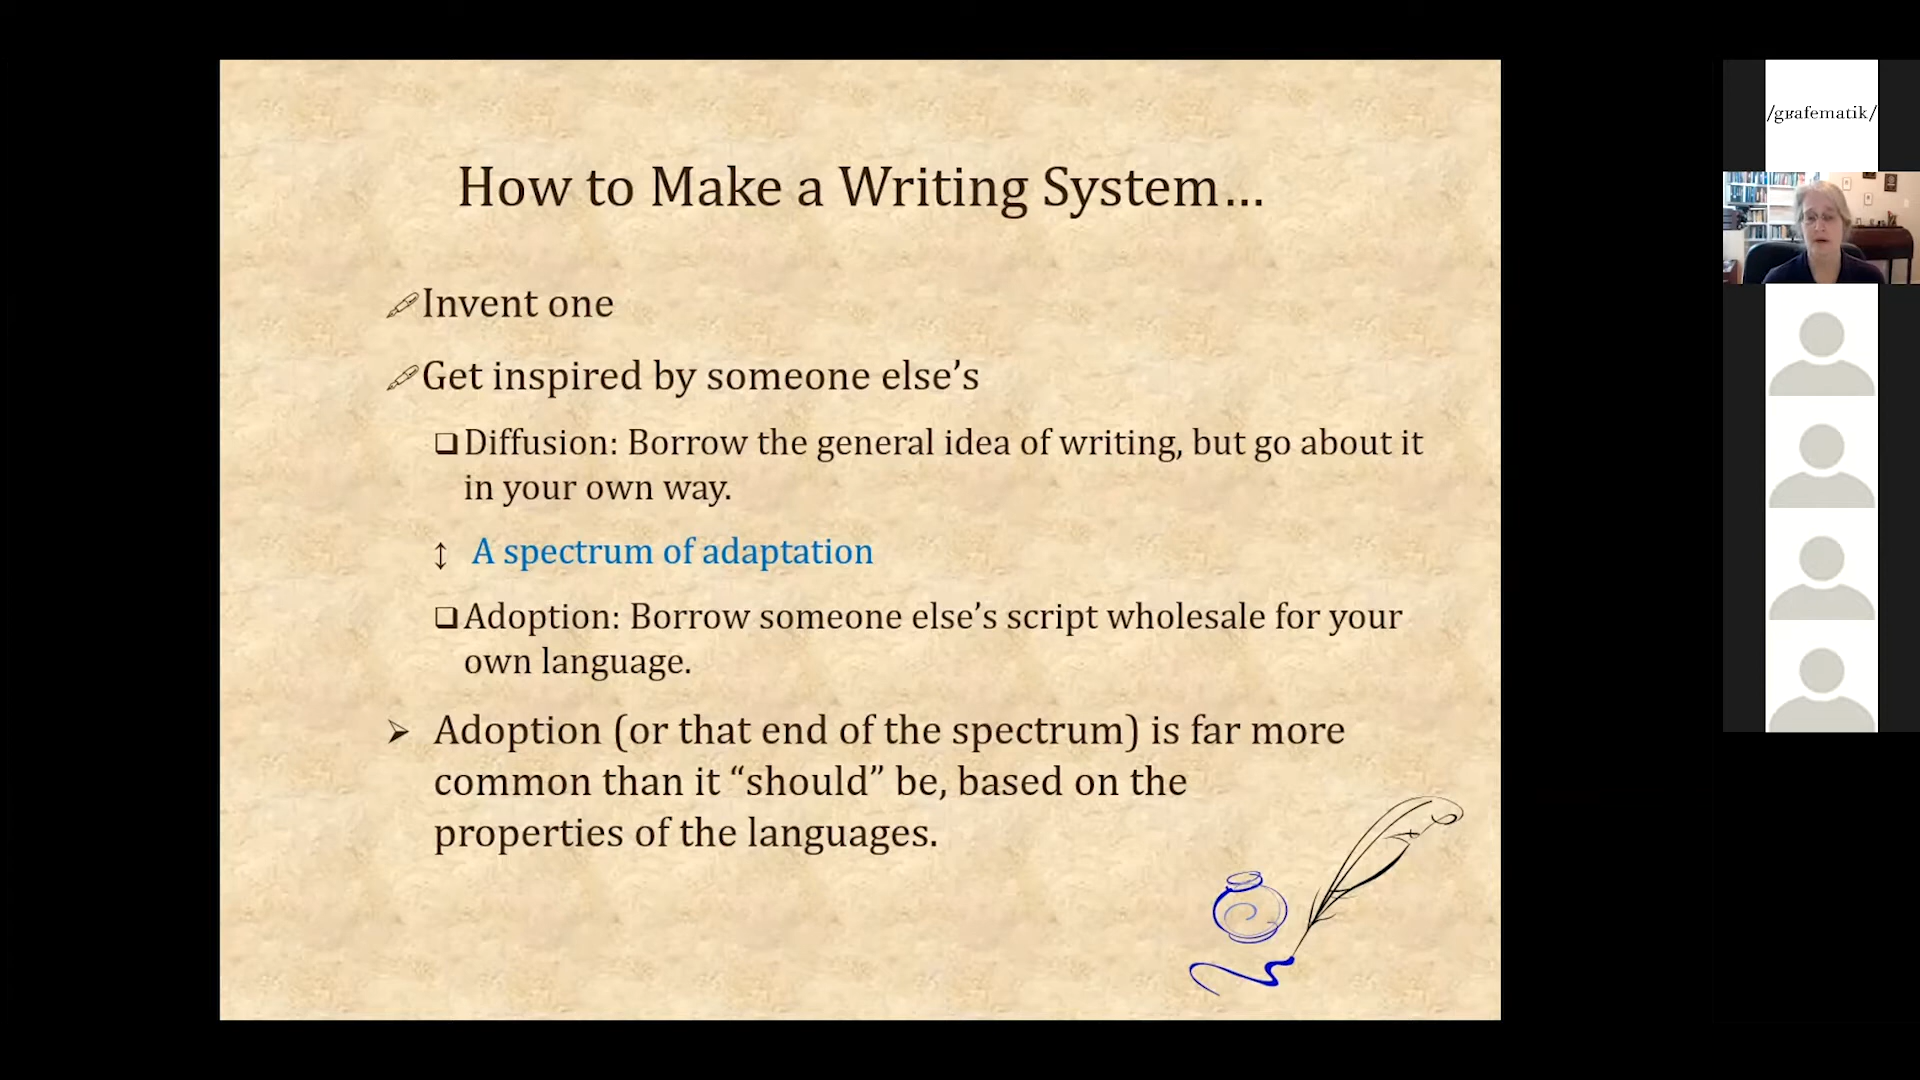 How to Make a Writing System…
Invent one
Get inspired by someone else’s
Diffusion: Borrow the general idea of writing, but go about it
in your own way.
↕ A spectrum of adaptation
Adoption: Borrow someone else’s script wholesale for your
own language.
Adoption (or that end of the spectrum) is far more
common than it “should” be, based on the
properties of the languages.
/gʁafematik/